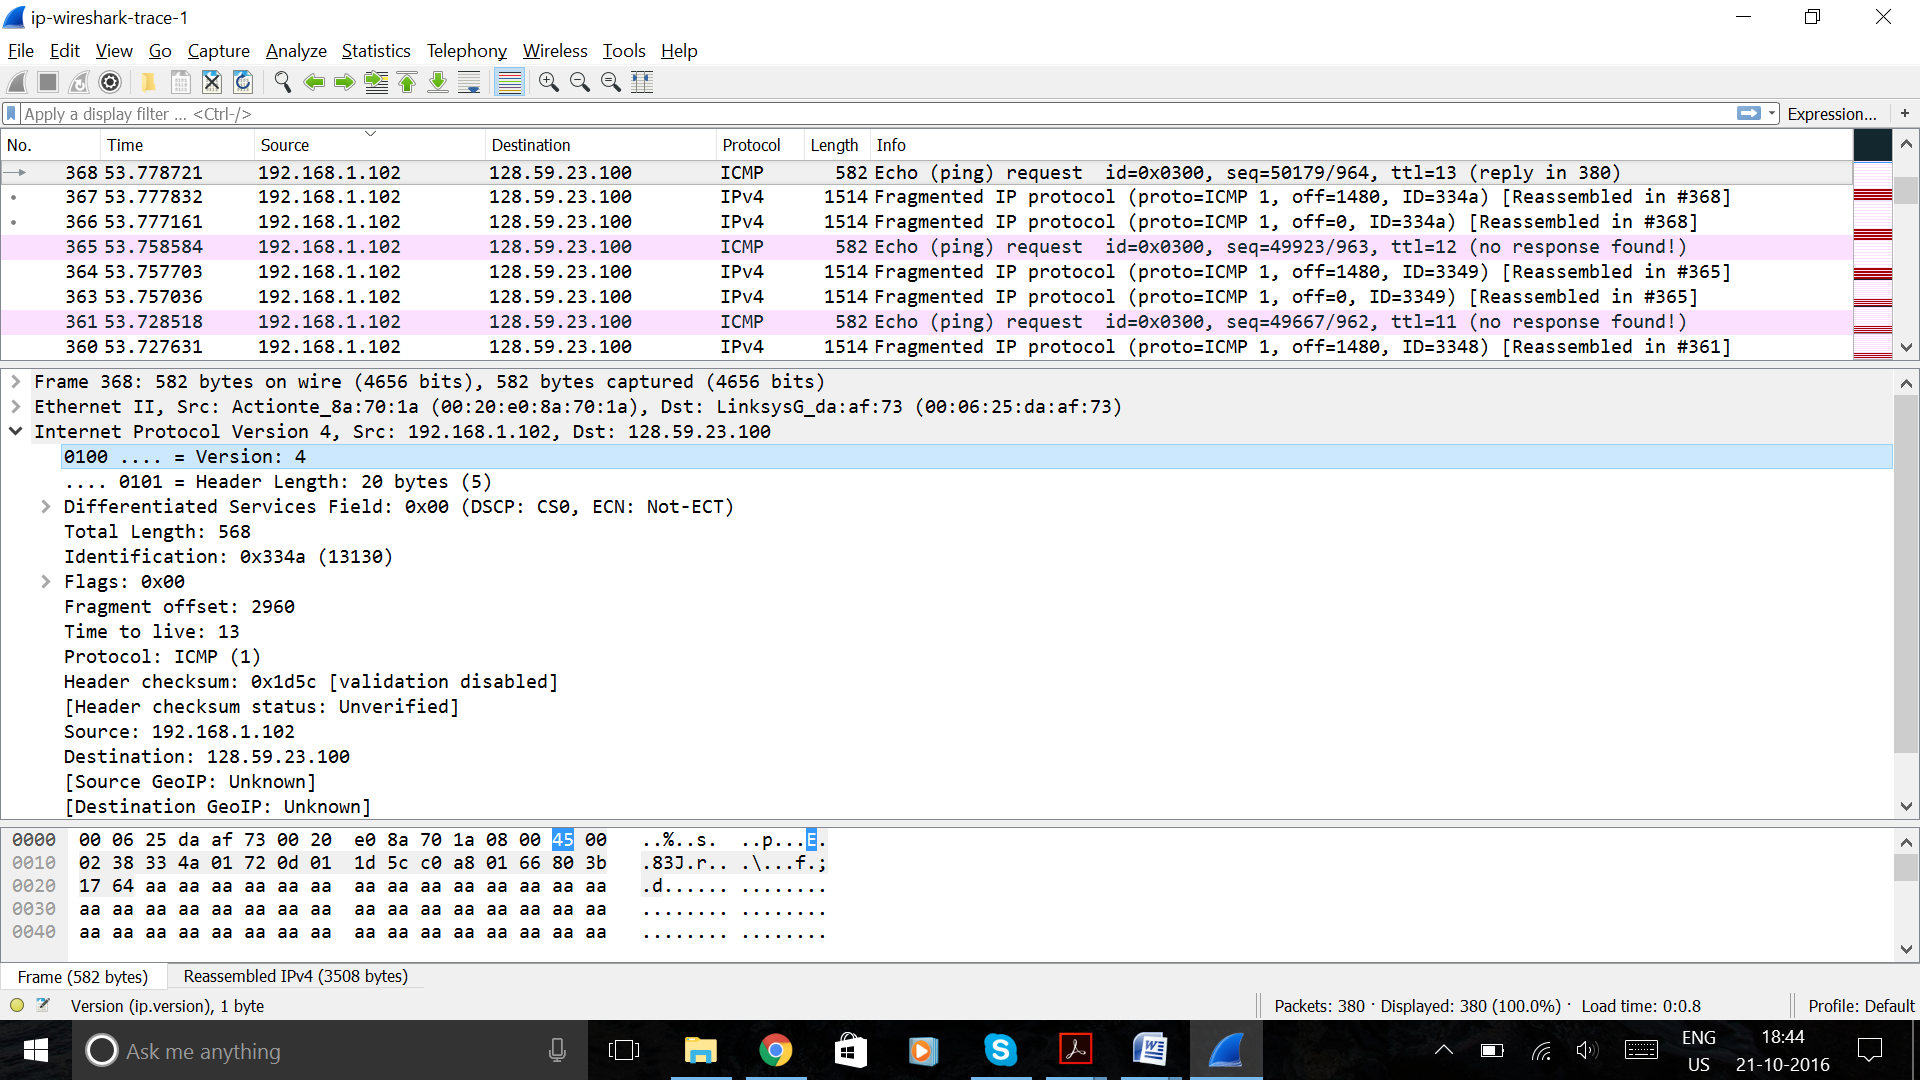 ip-wireshark-trace-1
File Edit View Go Capture Analyze Statistics Telephony Wireless Tools Help
Apply a display filter ... <Ctrl-/> Expression... +
No. Time Source Destination Protocol Length Info
368 53.778721 192.168.1.102 128.59.23.100 ICMP 582 Echo (ping) request id=0x0300, seq=50179/964, ttl=13 (reply in 380)
367 53.777832 192.168.1.102 128.59.23.100 IPv4 1514 Fragmented IP protocol (proto=ICMP 1, off=1480, ID=334a) [Reassembled in #368]
366 53.777161 192.168.1.102 128.59.23.100 IPv4 1514 Fragmented IP protocol (proto=ICMP 1, off=0, ID=334a) [Reassembled in #368]
365 53.758584 192.168.1.102 128.59.23.100 ICMP 582 Echo (ping) request id=0x0300, seq=49923/963, ttl=12 (no response found!)
364 53.757703 192.168.1.102 128.59.23.100 IPv4 1514 Fragmented IP protocol (proto=ICMP 1, off=1480, ID=3349) [Reassembled in #365]
363 53.757036 192.168.1.102 128.59.23.100 IPv4 1514 Fragmented IP protocol (proto=ICMP 1, off=0, ID=3349) [Reassembled in #365]
361 53.728518 192.168.1.102 128.59.23.100 ICMP 582 Echo (ping) request id=0x0300, seq=49667/962, ttl=11 (no response found!)
360 53.727631 192.168.1.102 128.59.23.100 IPv4 1514 Fragmented IP protocol (proto=ICMP 1, off=1480, ID=3348) [Reassembled in #361]
Frame 368: 582 bytes on wire (4656 bits), 582 bytes captured (4656 bits)
Ethernet II, Src: Actionte_8a:70:1a (00:20:e0:8a:70:1a), Dst: LinksysG_da:af:73 (00:06:25:da:af:73)
Internet Protocol Version 4, Src: 192.168.1.102, Dst: 128.59.23.100
0100 .... = Version: 4
.... 0101 = Header Length: 20 bytes (5)
Differentiated Services Field: 0x00 (DSCP: CS0, ECN: Not-ECT)
Total Length: 568
Identification: 0x334a (13130)
Flags: 0x00
Fragment offset: 2960
Time to live: 13
Protocol: ICMP (1)
Header checksum: 0x1d5c [validation disabled]
[Header checksum status: Unverified]
Source: 192.168.1.102
Destination: 128.59.23.100
[Source GeoIP: Unknown]
[Destination GeoIP: Unknown]
0000 00 06 25 da af 73 00 20 e0 8a 70 1a 08 00 45 00 ..%..s. ..p...E.
0010 02 38 33 4a 01 72 0d 01 1d 5c c0 a8 01 66 80 3b .83J.r.. .\...f.;
0020 17 64 aa aa aa aa aa aa aa aa aa aa aa aa aa aa .d...... ........
0030 aa aa aa aa aa aa aa aa aa aa aa aa aa aa aa aa ........ ........
0040 aa aa aa aa aa aa aa aa aa aa aa aa aa aa aa aa ........ ........
Frame (582 bytes) Reassembled IPv4 (3508 bytes)
Version (ip.version), 1 byte Packets: 380 · Displayed: 380 (100.0%) · Load time: 0:0.8 Profile: Default
Ask me anything ENG US 18:44 21-10-2016